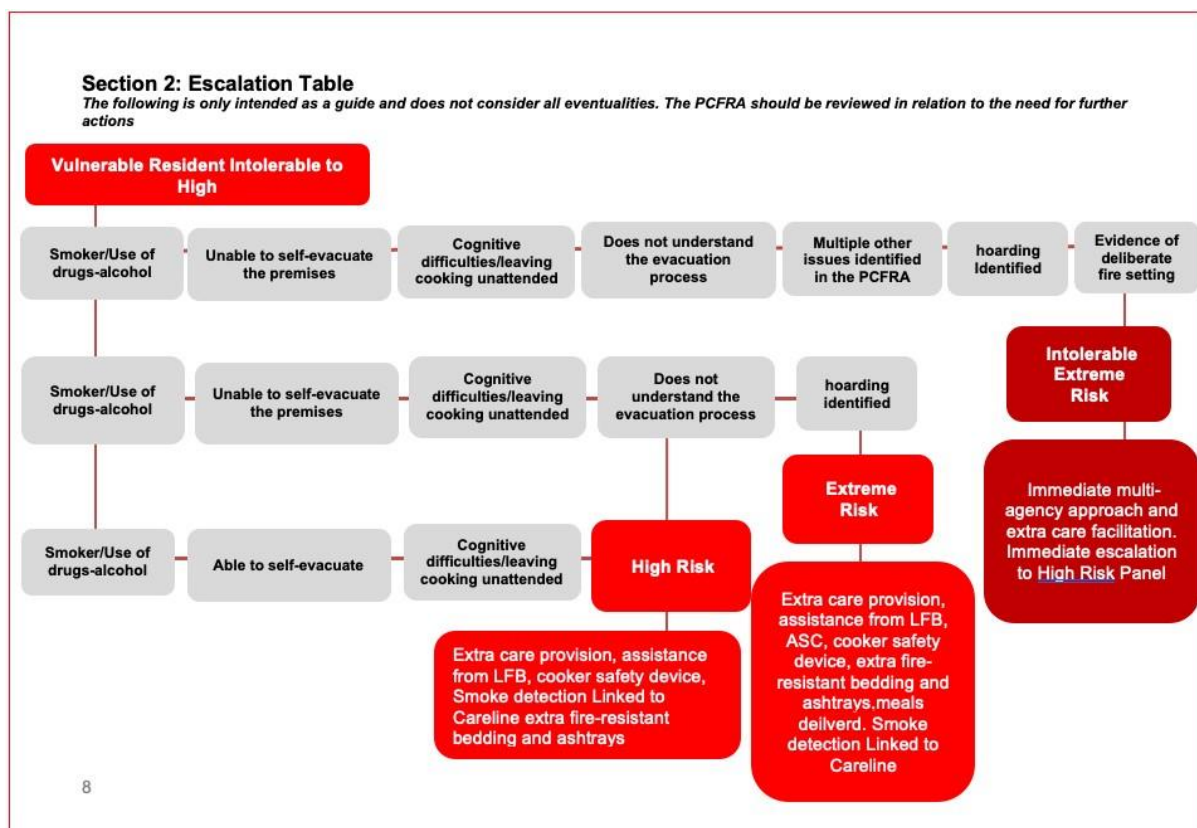 Section 2: Escalation Table
The following is only intended as a guide and does not consider all eventualities. The PCFRA should be reviewed in relation to the need for further
actions
Vulnerable Resident Intolerable to
High
Smoker/Use of
drugs-alcohol
Unable to self-evacuate
the premises
Cognitive
difficulties/leaving
cooking unattended
Does not understand
the evacuation
process
Multiple other
issues identified
in the PCFRA
hoarding
Identified
Evidence of
deliberate
fire setting
Intolerable
Extreme
Risk
Immediate multi-
agency approach and
extra care facilitation.
Immediate escalation
to High Risk Panel
Smoker/Use of
drugs-alcohol
Unable to self-evacuate
the premises
Cognitive
difficulties/leaving
cooking unattended
Does not
understand the
evacuation process
hoarding
identified
Extreme
Risk
Extra care provision,
assistance from LFB,
ASC, cooker safety
device, extra fire-
resistant bedding and
ashtrays,meals
deilverd. Smoke
detection Linked to
Careline
Smoker/Use of
drugs-alcohol
Able to self-evacuate
Cognitive
difficulties/leaving
cooking unattended
High Risk
Extra care provision, assistance
from LFB, cooker safety device,
Smoke detection Linked to
Careline extra fire-resistant
bedding and ashtrays
8